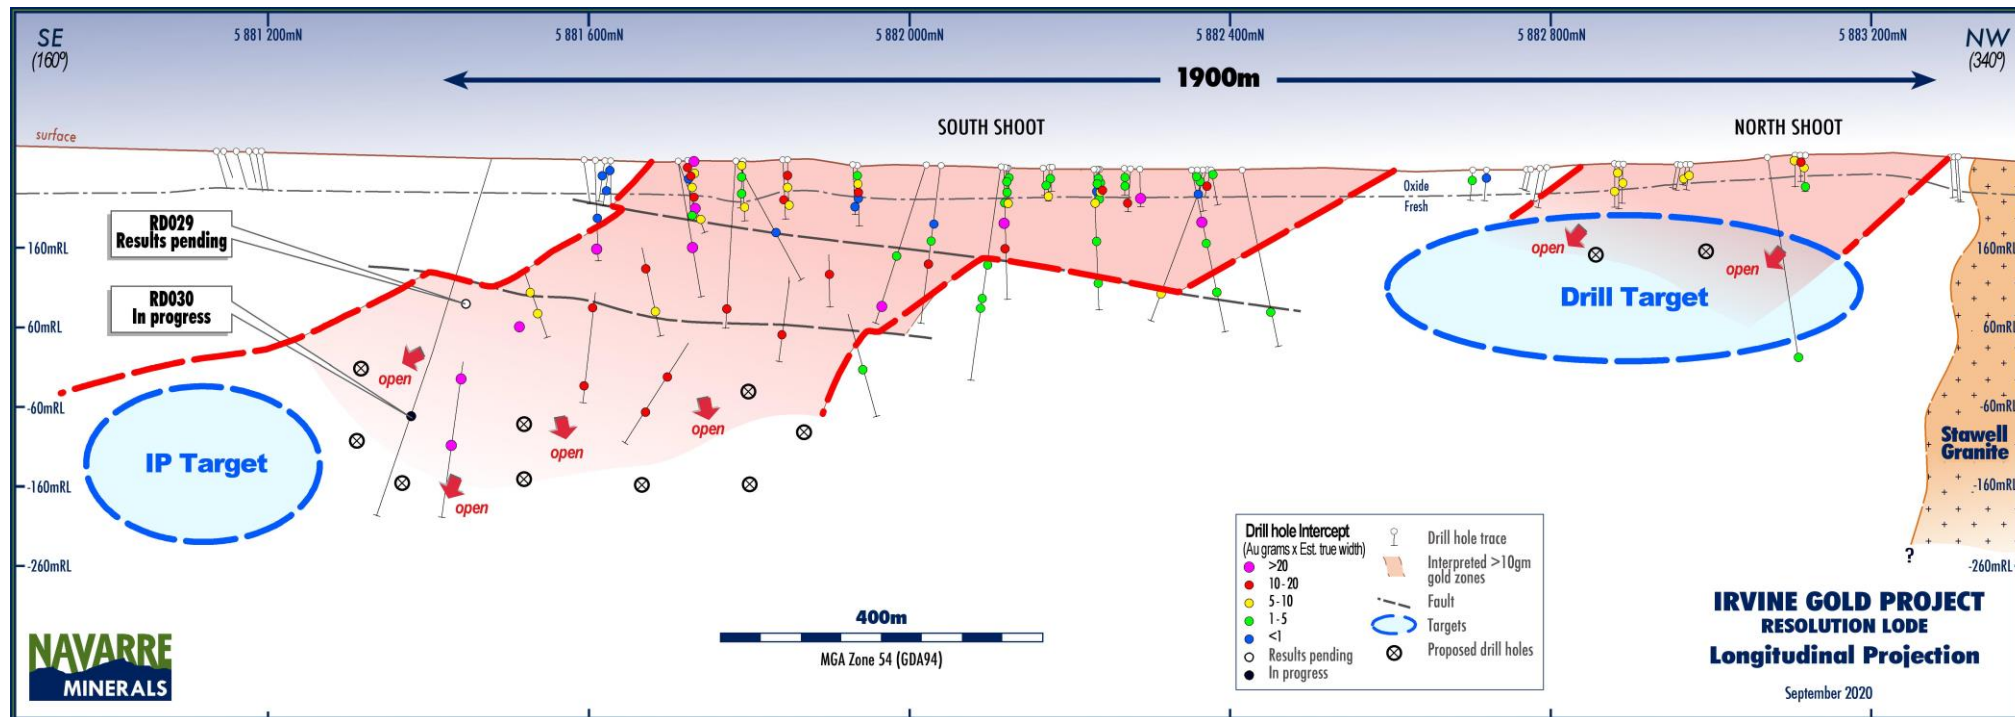 SE
(160º)
5 881 200mN
5 881 600mN
5 882 000mN
5 882 400mN
5 882 800mN
5 883 200mN
NW
(340º)
1900m
surface
SOUTH SHOOT
NORTH SHOOT
Oxide
Fresh
RD029
Results pending
RD030
In progress
160mRL
60mRL
-60mRL
-160mRL
-260mRL
160mRL
60mRL
-60mRL
-160mRL
-260mRL
open
open
open
open
open
open
IP Target
Drill Target
Stawell
Granite
?
Drill hole Intercept
(Au grams x Est. true width)
>20
10-20
5-10
1-5
<1
Results pending
In progress
Drill hole trace
Interpreted >10gm
gold zones
Fault
Targets
Proposed drill holes
400m
MGA Zone 54 (GDA94)
NAVARRE
MINERALS
IRVINE GOLD PROJECT
RESOLUTION LODE
Longitudinal Projection
September 2020